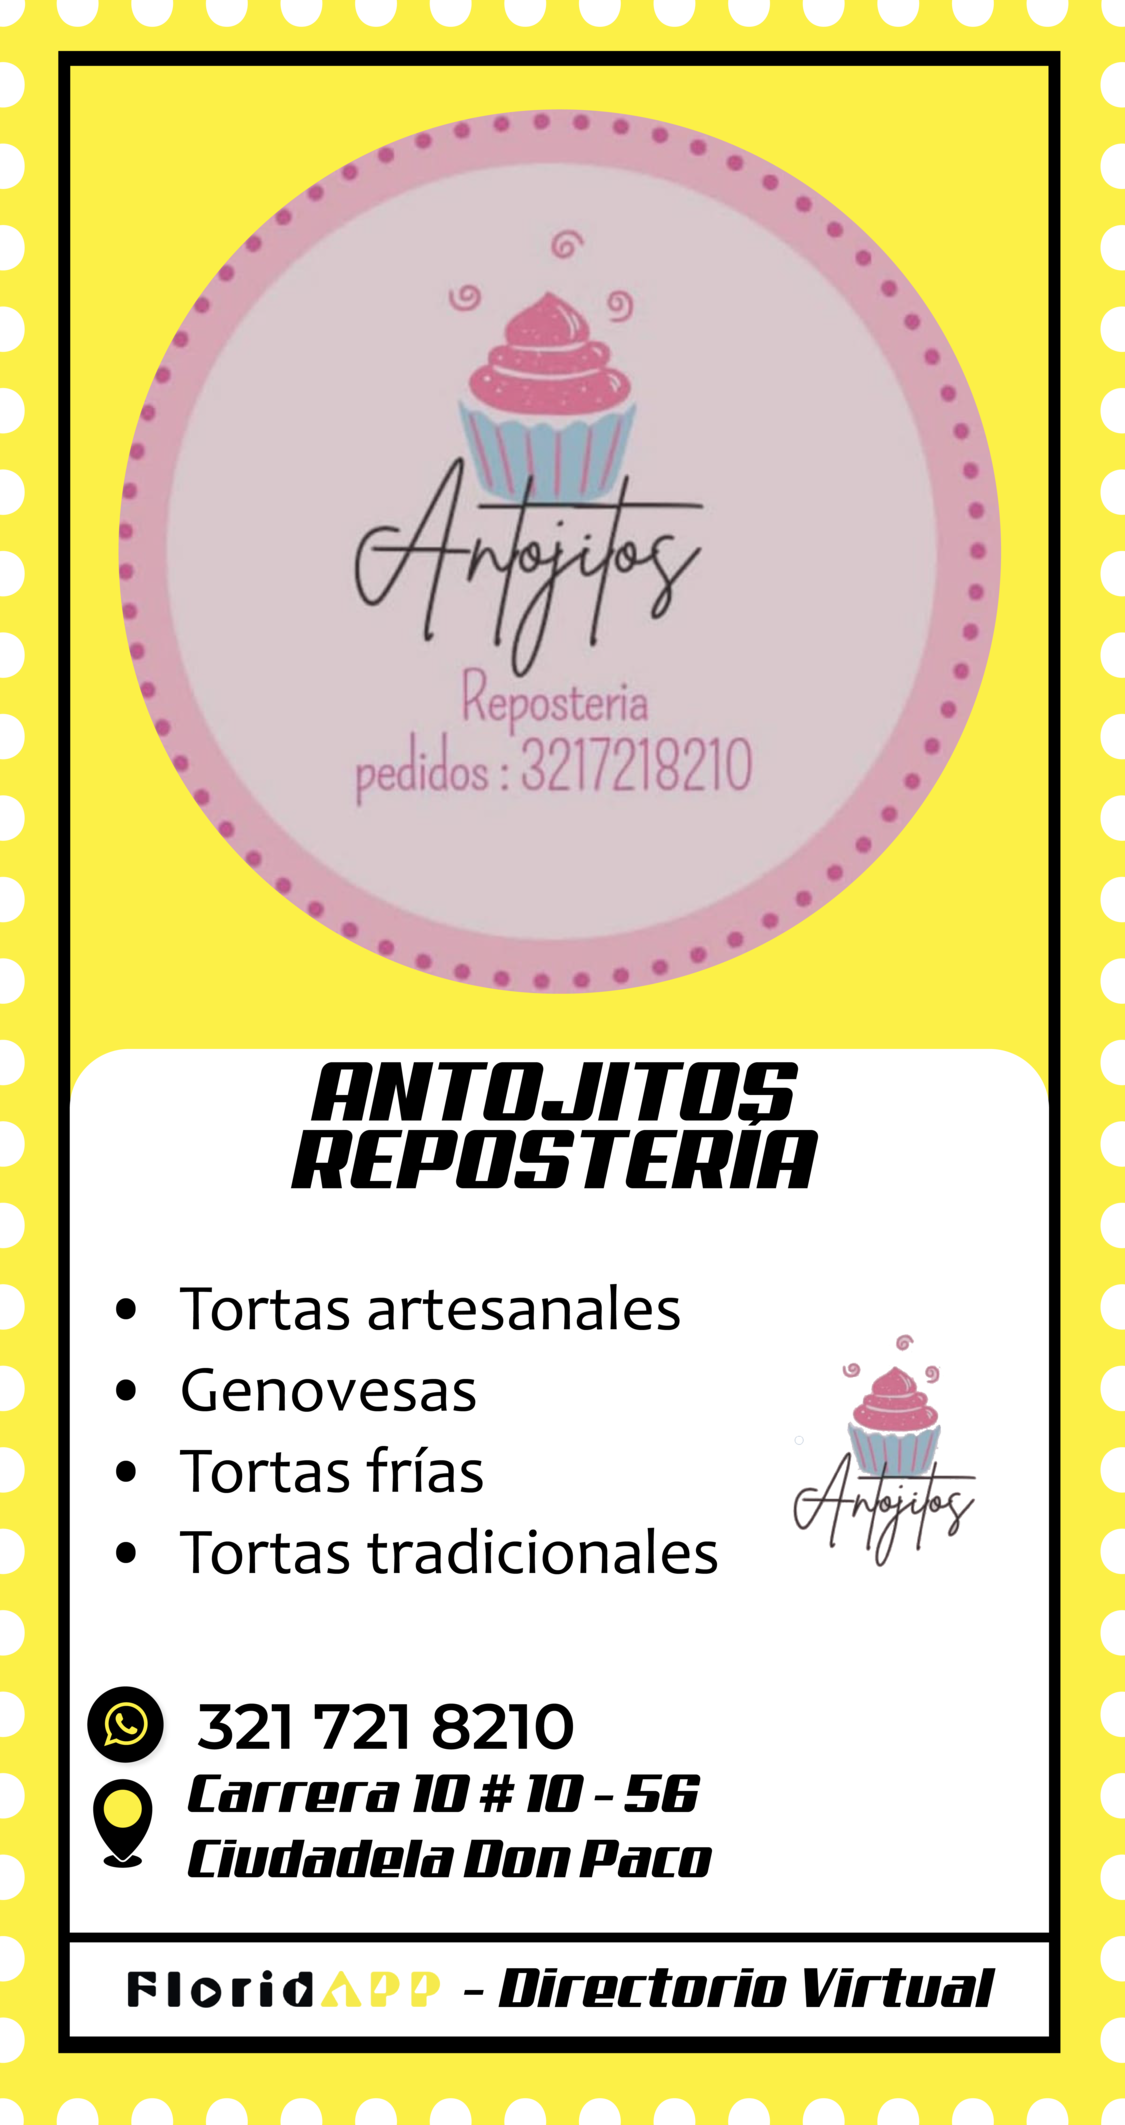 Antojitos
Reposteria
pedidos : 3217218210
ANTOJITOS
REPOSTERÍA
• Tortas artesanales
• Genovesas
• Tortas frías
• Tortas tradicionales
Antojitos
321 721 8210
Carrera 10 # 10 - 56
Ciudadela Don Paco
FloridAPP - Directorio Virtual